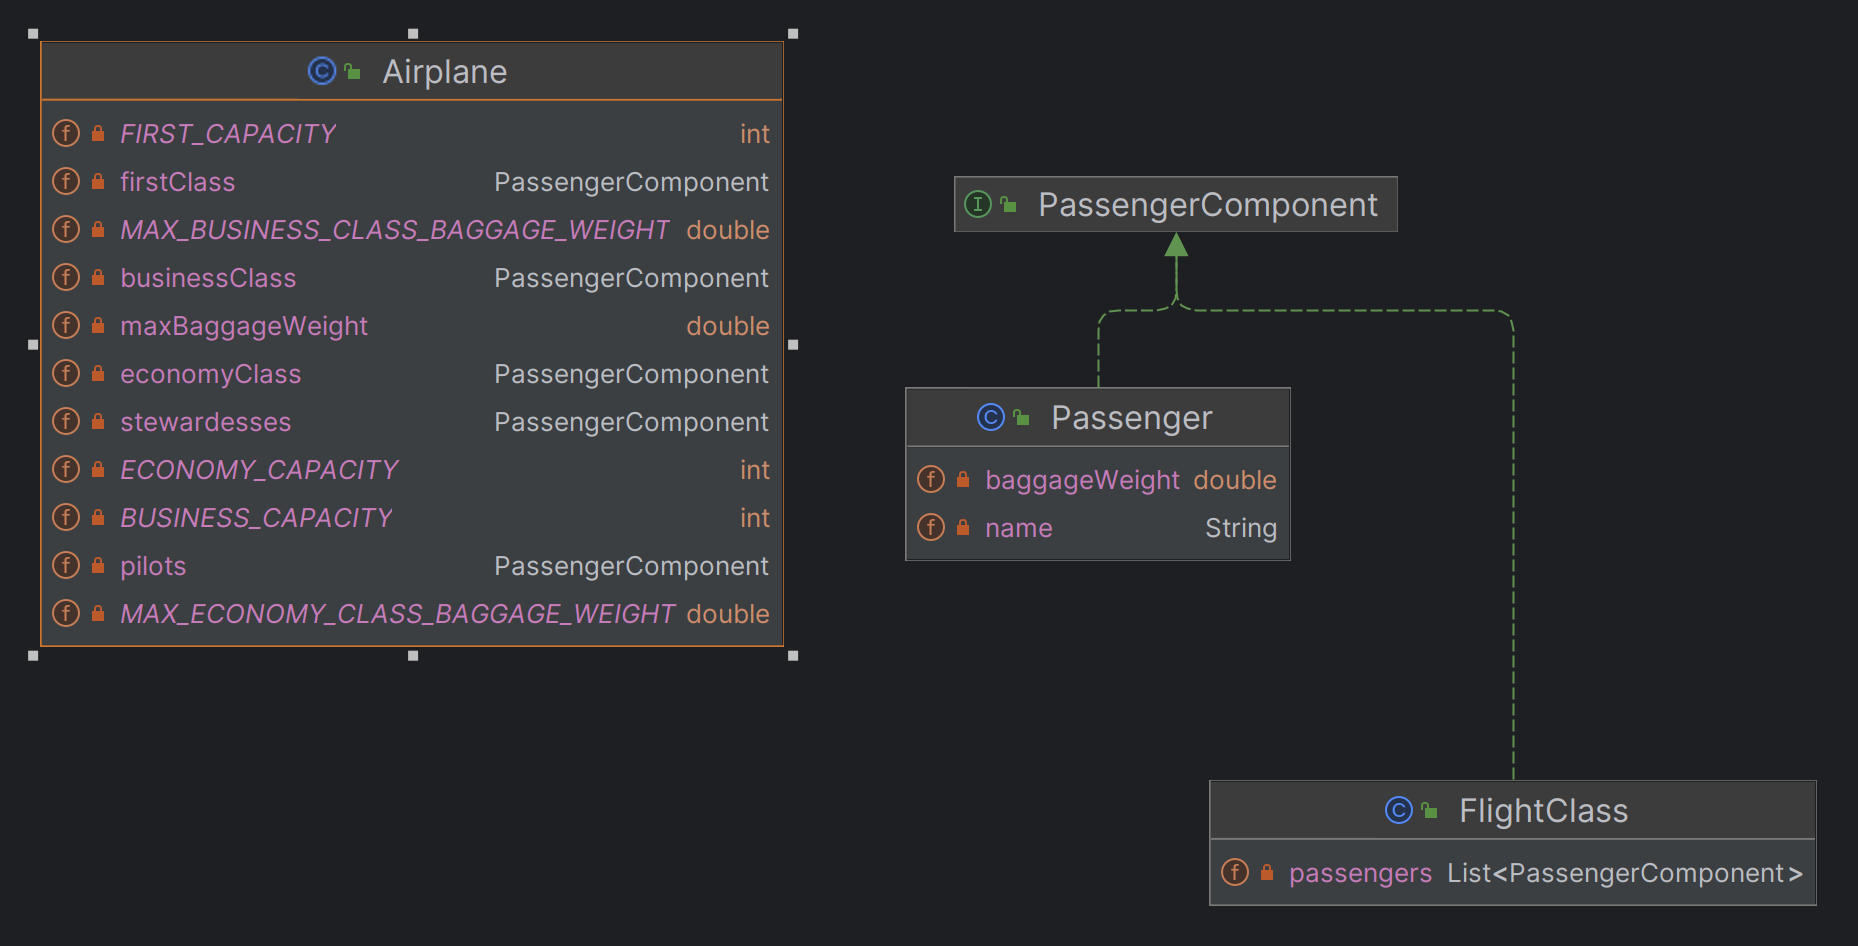 Airplane
FIRST_CAPACITY int
firstClass PassengerComponent
MAX_BUSINESS_CLASS_BAGGAGE_WEIGHT double
businessClass PassengerComponent
maxBaggageWeight double
economyClass PassengerComponent
stewardesses PassengerComponent
ECONOMY_CAPACITY int
BUSINESS_CAPACITY int
pilots PassengerComponent
MAX_ECONOMY_CLASS_BAGGAGE_WEIGHT double
PassengerComponent
Passenger
baggageWeight double
name String
FlightClass
passengers List<PassengerComponent>